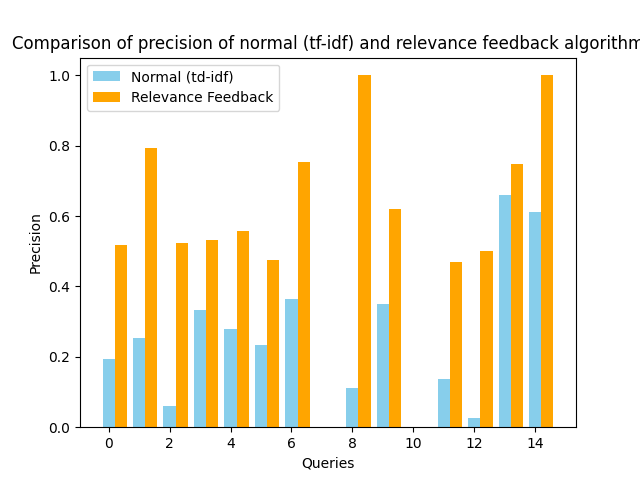 Comparison of precision of normal (tf-idf) and relevance feedback algorithm
Normal (td-idf)
Relevance Feedback
1.0
0.8
0.6
0.4
0.2
0.0
Precision
0 2 4 6 8 10 12 14
Queries